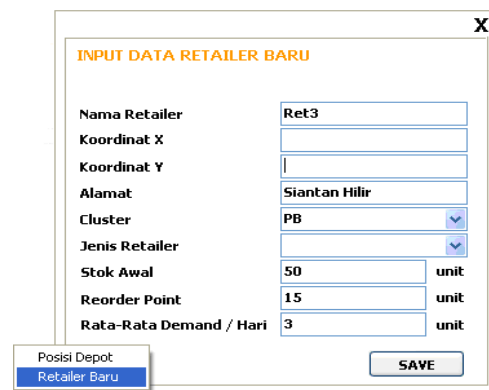 X
INPUT DATA RETAILER BARU
Nama Retailer Ret3
Koordinat X
Koordinat Y
Alamat Siantan Hilir
Cluster PB
Jenis Retailer
Stok Awal 50 unit
Reorder Point 15 unit
Rata-Rata Demand / Hari 3 unit
Posisi Depot
Retailer Baru
SAVE